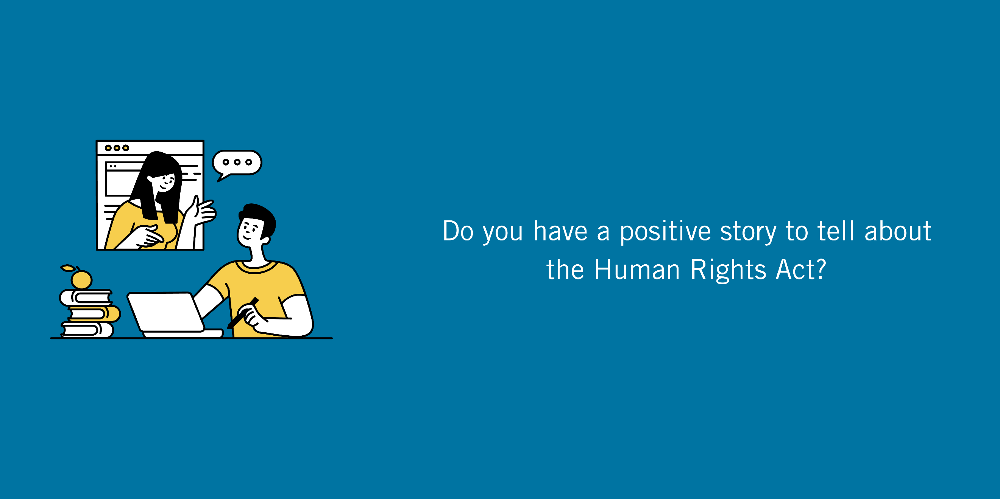 Do you have a positive story to tell about
the Human Rights Act?